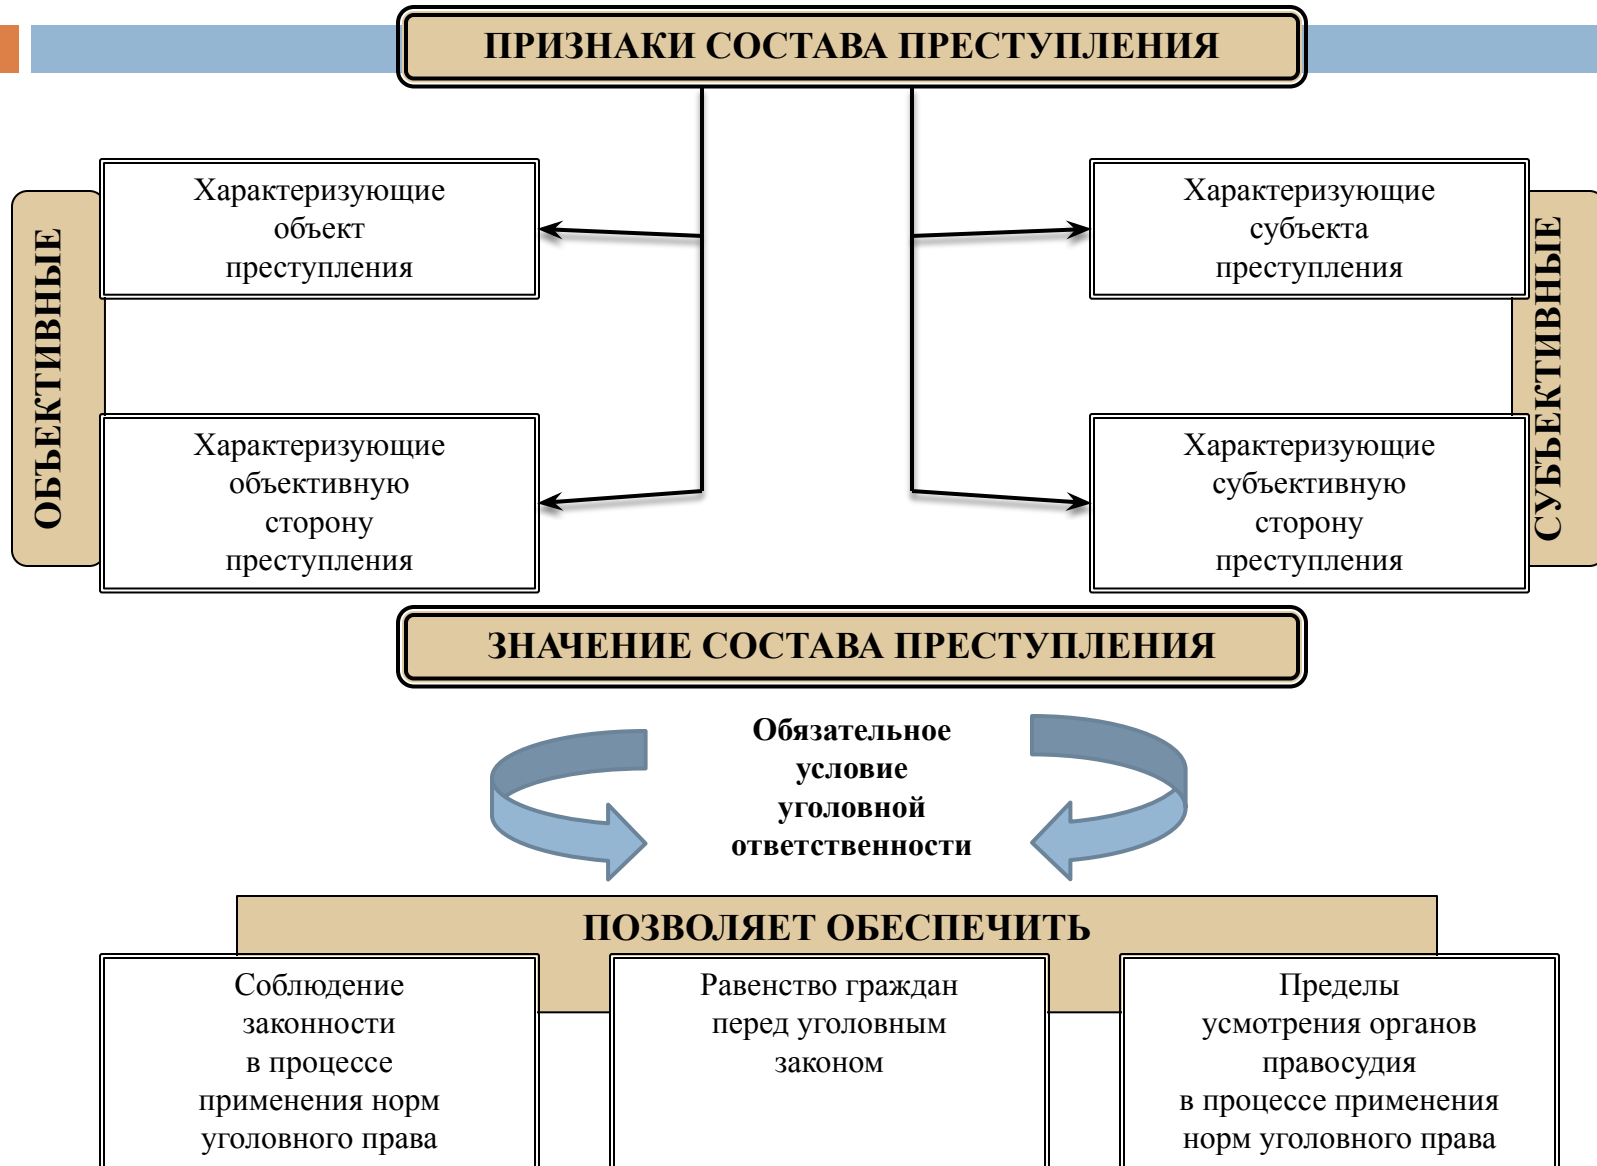 ПРИЗНАКИ СОСТАВА ПРЕСТУПЛЕНИЯ
ОБЪЕКТИВНЫЕ
Характеризующие
объект
преступления
Характеризующие
объективную
сторону
преступления
Характеризующие
субъекта
преступления
Характеризующие
субъективную
сторону
преступления
СУБЪЕКТИВНЫЕ
ЗНАЧЕНИЕ СОСТАВА ПРЕСТУПЛЕНИЯ
Обязательное
условие
уголовной
ответственности
ПОЗВОЛЯЕТ ОБЕСПЕЧИТЬ
Соблюдение
законности
в процессе
применения норм
уголовного права
Равенство граждан
перед уголовным
законом
Пределы
усмотрения органов
правосудия
в процессе применения
норм уголовного права